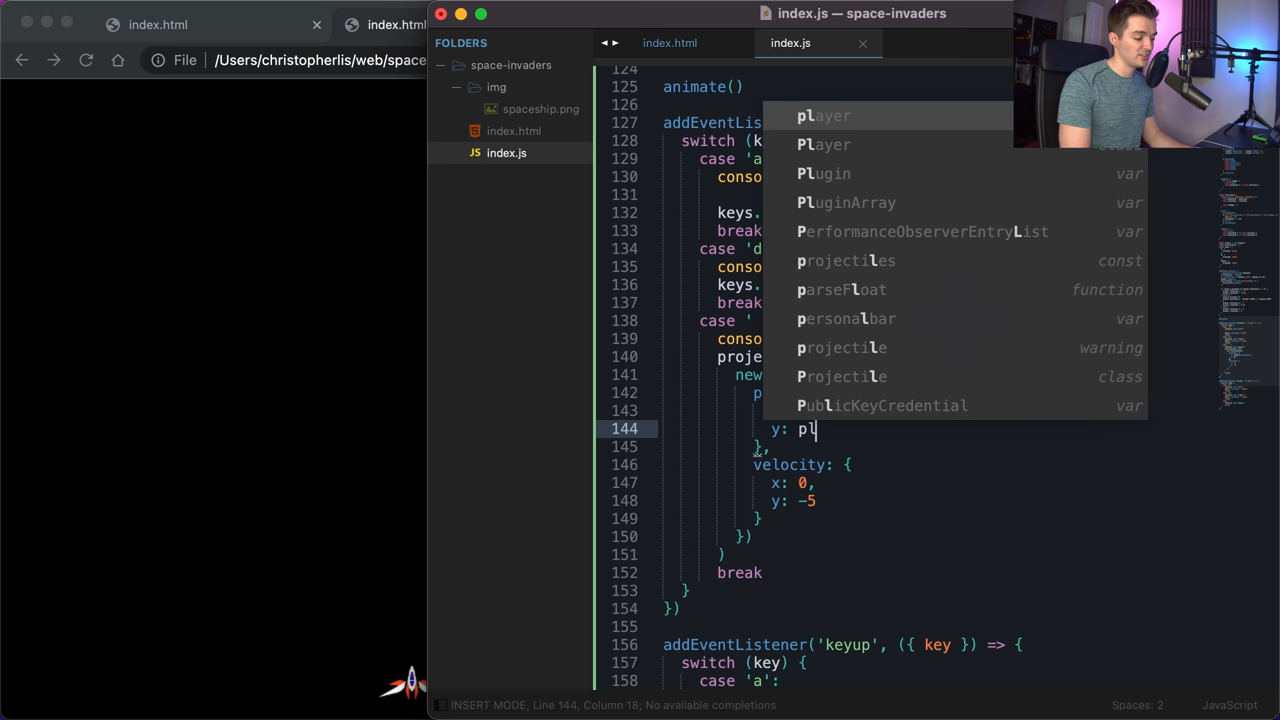 index.html
index.html
File
/Users/christopherlis/web/space
index.js — space-invaders
FOLDERS
space-invaders
img
spaceship.png
index.html
JS index.js
index.html
index.js
124
125 animate()
126
127 addEventLis
128 switch (k
129 case 'a
130 conso
131
132 keys.
133 break
134 case 'd
135 conso
136 keys.
137 break
138 case '
139 conso
140 proje
141 new
142 p
143
144 y: pl
145 },
146 velocity: {
147 x: 0,
148 y: -5
149 }
150 })
151 )
152 break
153 }
154 })
155
156 addEventListener('keyup', ({ key }) => {
157 switch (key) {
158 case 'a':
player
Player
Plugin var
PluginArray var
PerformanceObserverEntryList var
projectiles const
parseFloat function
personalbar var
projectile warning
Projectile class
PublicKeyCredential var
INSERT MODE, Line 144, Column 18; No available completions
Spaces: 2
JavaScript